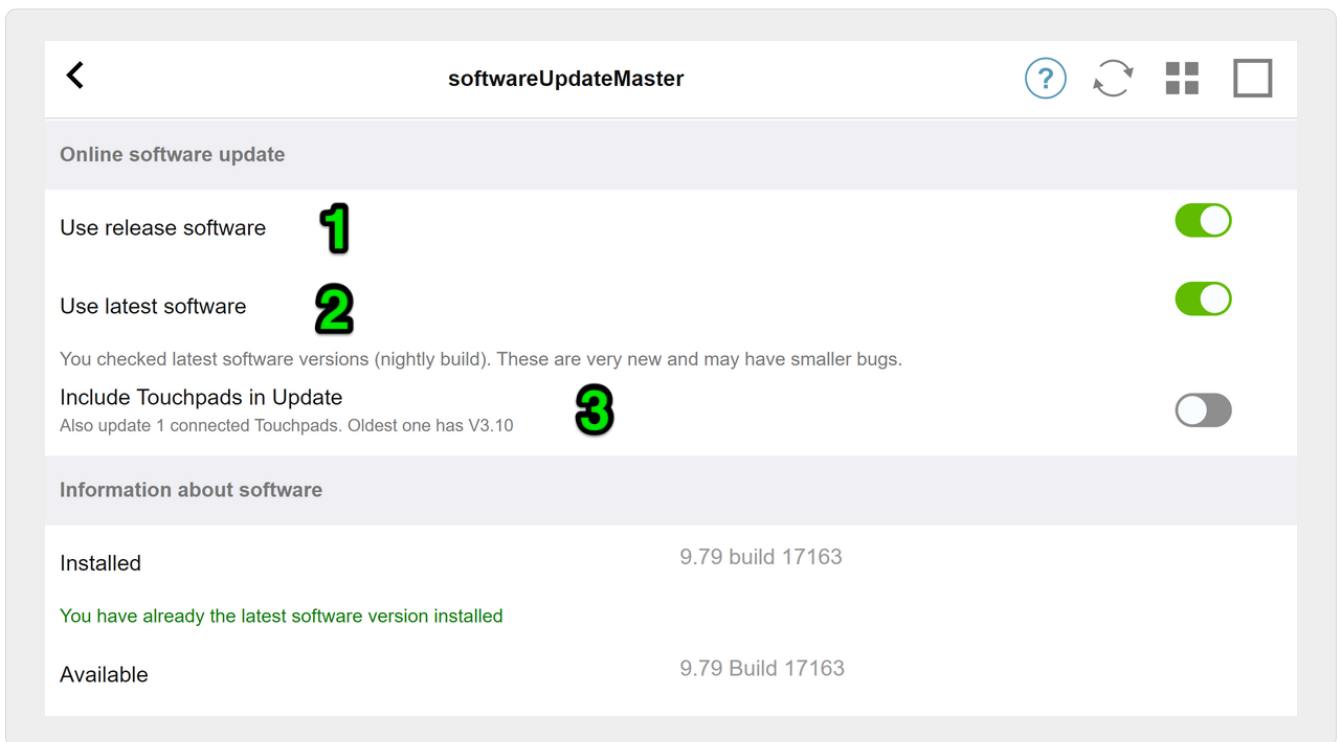 softwareUpdateMaster ?
Online software update
Use release software 1
Use latest software 2
You checked latest software versions (nightly build). These are very new and may have smaller bugs.
Include Touchpads in Update 3
Also update 1 connected Touchpads. Oldest one has V3.10
Information about software
Installed 9.79 build 17163
You have already the latest software version installed
Available 9.79 Build 17163